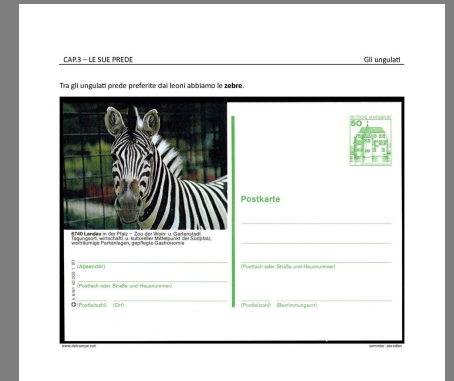 CAP.3 – LE SUE PREDE
Gli ungulati
Tra gli ungulati prede preferite dai leoni abbiamo le zebre.
DEUTSCHE BUNDESPOST
50
Postkarte
6740 Landau in der Pfalz – Zoo der Wein- u. Gartenstadt
Tagungsort, wirtschaftl. u. kultureller Mittelpunkt der Südpfalz,
weiträumige Parkanlagen, gepflegte Gastronomie
(Absender)
(Postfach oder Straße und Hausnummer)
(Postfach oder Straße und Hausnummer)
(Postleitzahl) (Ort)
(Postleitzahl) (Bestimmungsort)
www.delcampe.net